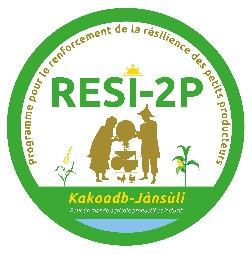 Programme pour le renforcement de la résilience des petits producteurs
RESI-2P
Kakoadb-Jànsùli